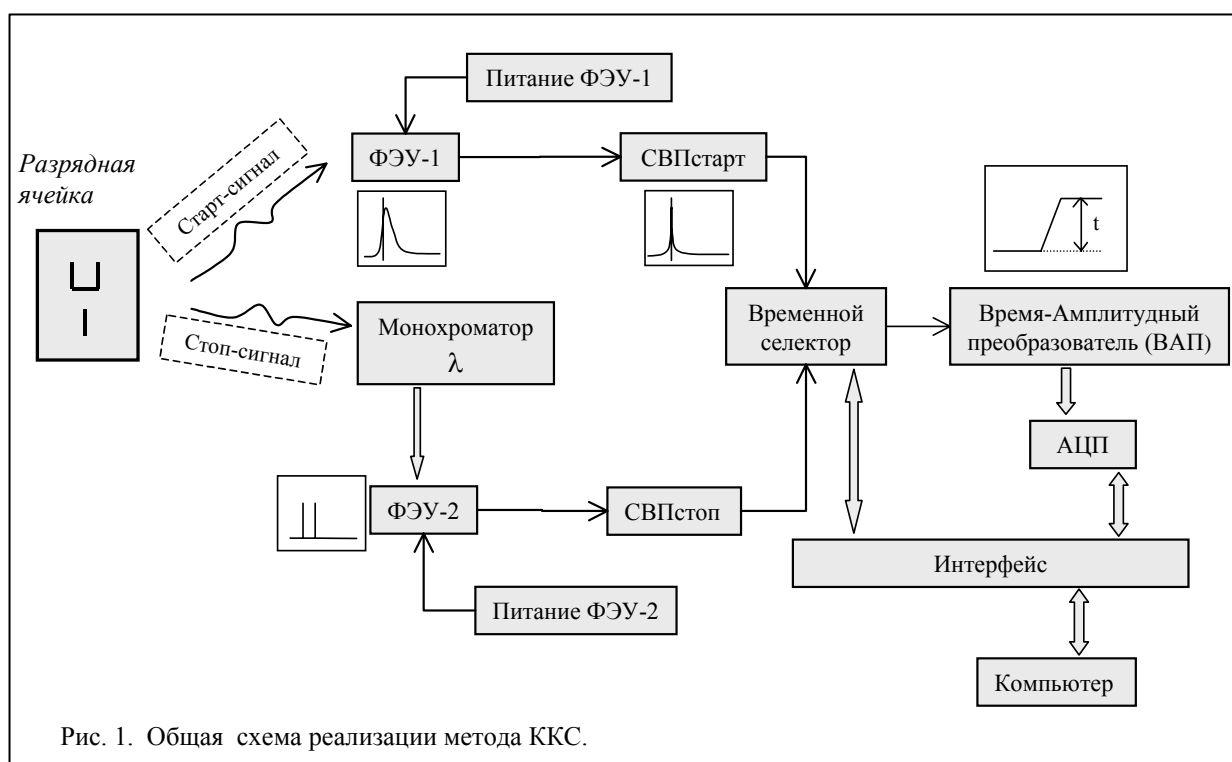 Питание ФЭУ-1
Разрядная
ячейка
Старт-сигнал
ФЭУ-1
СВПстарт
t
Стоп-сигнал
Монохроматор
λ
Временной
селектор
Время-Амплитудный
преобразователь (ВАП)
АЦП
ФЭУ-2
СВПстоп
Интерфейс
Питание ФЭУ-2
Компьютер
Рис. 1. Общая схема реализации метода ККС.